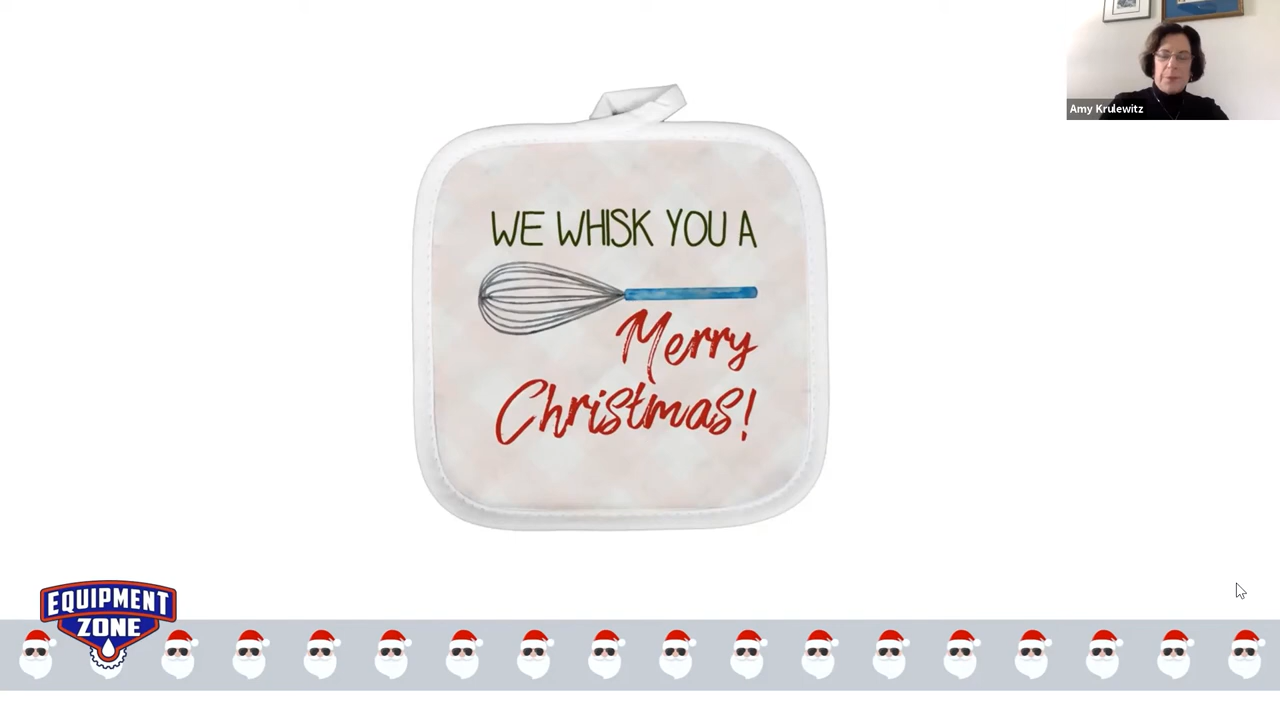 Amy Krulewitz
WE WHISK YOU A
Merry
Christmas!
EQUIPMENT
ZONE